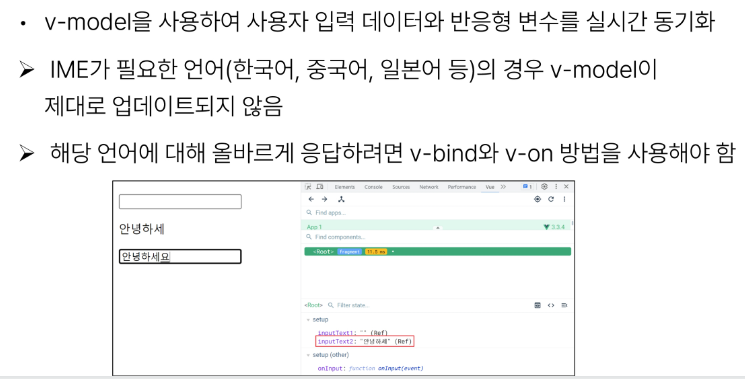 • v-model을 사용하여 사용자 입력 데이터와 반응형 변수를 실시간 동기화
➢ IME가 필요한 언어(한국어, 중국어, 일본어 등)의 경우 v-model이
제대로 업데이트되지 않음
➢ 해당 언어에 대해 올바르게 응답하려면 v-bind와 v-on 방법을 사용해야 함
Elements Console Sources Network Performance Vue
Find apps...
안녕하세
App 1 3.3.4
Find components...
안녕하세요
<Root> fragment
<Root> Filter state...
setup
inputText1: "" (Ref)
inputText2: "안녕하세" (Ref)
setup (other)
onInput: function onInput(event)